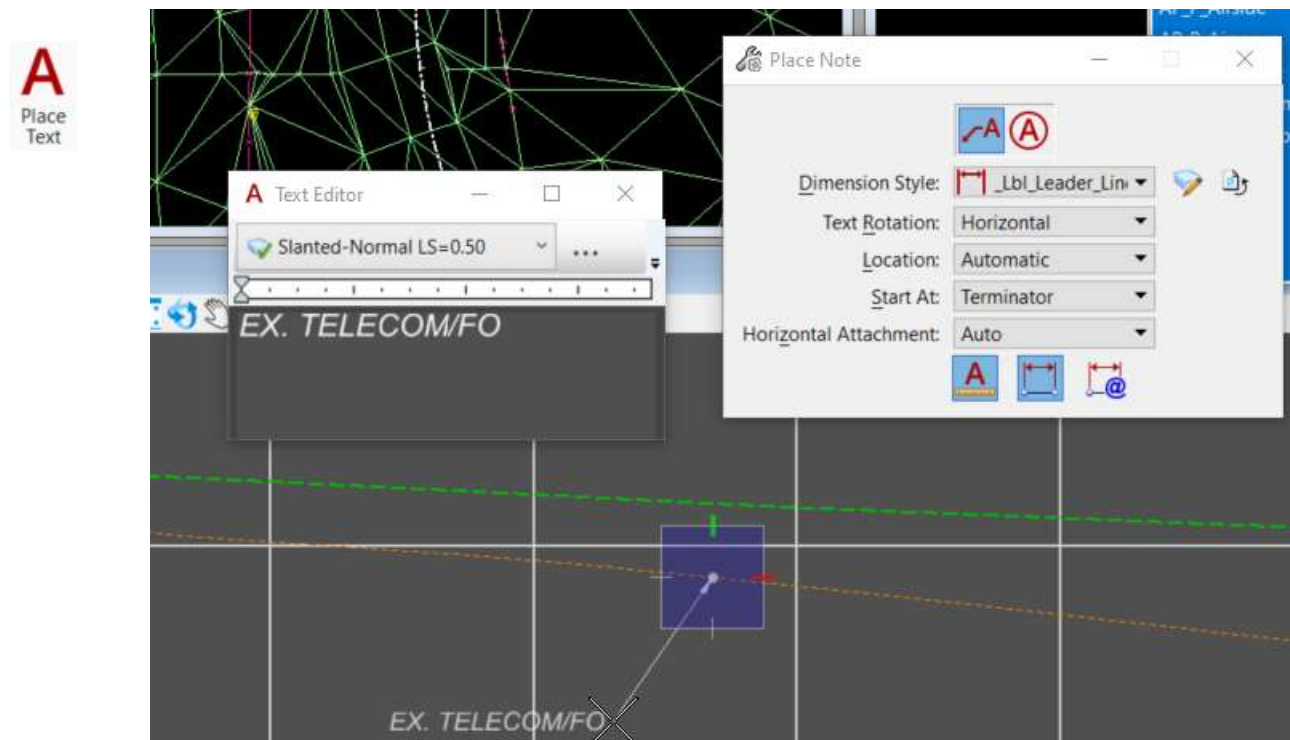 A
Place
Text
Place Note
A
A
Dimension Style:
_Lbl_Leader_Lin
Text Rotation:
Horizontal
Location:
Automatic
Start At:
Terminator
Horizontal Attachment:
Auto
A
@
A Text Editor
Slanted-Normal LS=0.50
...
EX. TELECOM/FO
EX. TELECOM/FO